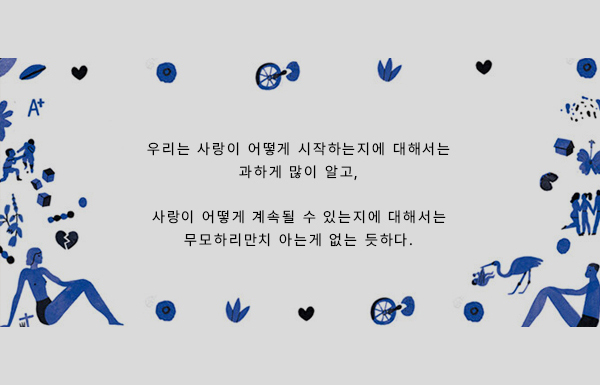 A+
우리는 사랑이 어떻게 시작하는지에 대해서는
과하게 많이 알고,
사랑이 어떻게 계속될 수 있는지에 대해서는
무모하리만치 아는게 없는 듯하다.